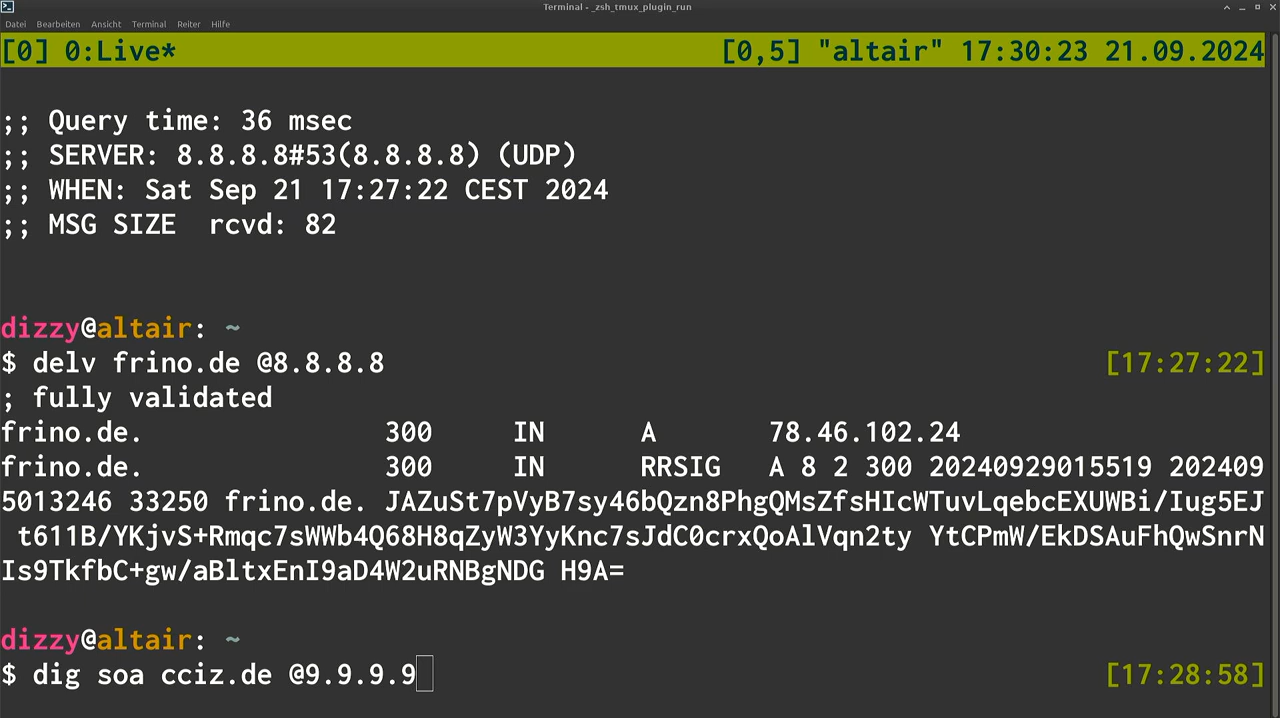 Terminal - _zsh_tmux_plugin_run
Datei Bearbeiten Ansicht Terminal Reiter Hilfe
[0] 0:Live* [0,5] "altair" 17:30:23 21.09.2024
;; Query time: 36 msec
;; SERVER: 8.8.8.8#53(8.8.8.8) (UDP)
;; WHEN: Sat Sep 21 17:27:22 CEST 2024
;; MSG SIZE  rcvd: 82
dizzy@altair: ~
$ delv frino.de @8.8.8.8 [17:27:22]
; fully validated
frino.de. 300 IN A 78.46.102.24
frino.de. 300 IN RRSIG A 8 2 300 20240929015519 202409
5013246 33250 frino.de. JAZuSt7pVyB7sy46bQzn8PhgQMsZfsHIcWTuvLqebcEXUWBi/Iug5EJ
t611B/YKjvS+Rmqc7sWWb4Q68H8qZyW3YyKnc7sJdC0crxQoAlVqn2ty YtCPmW/EkDSAuFhQwSnrN
Is9TkfbC+gw/aBltxEnI9aD4W2uRNBgNDG H9A=
dizzy@altair: ~
$ dig soa cciz.de @9.9.9.9 [17:28:58]